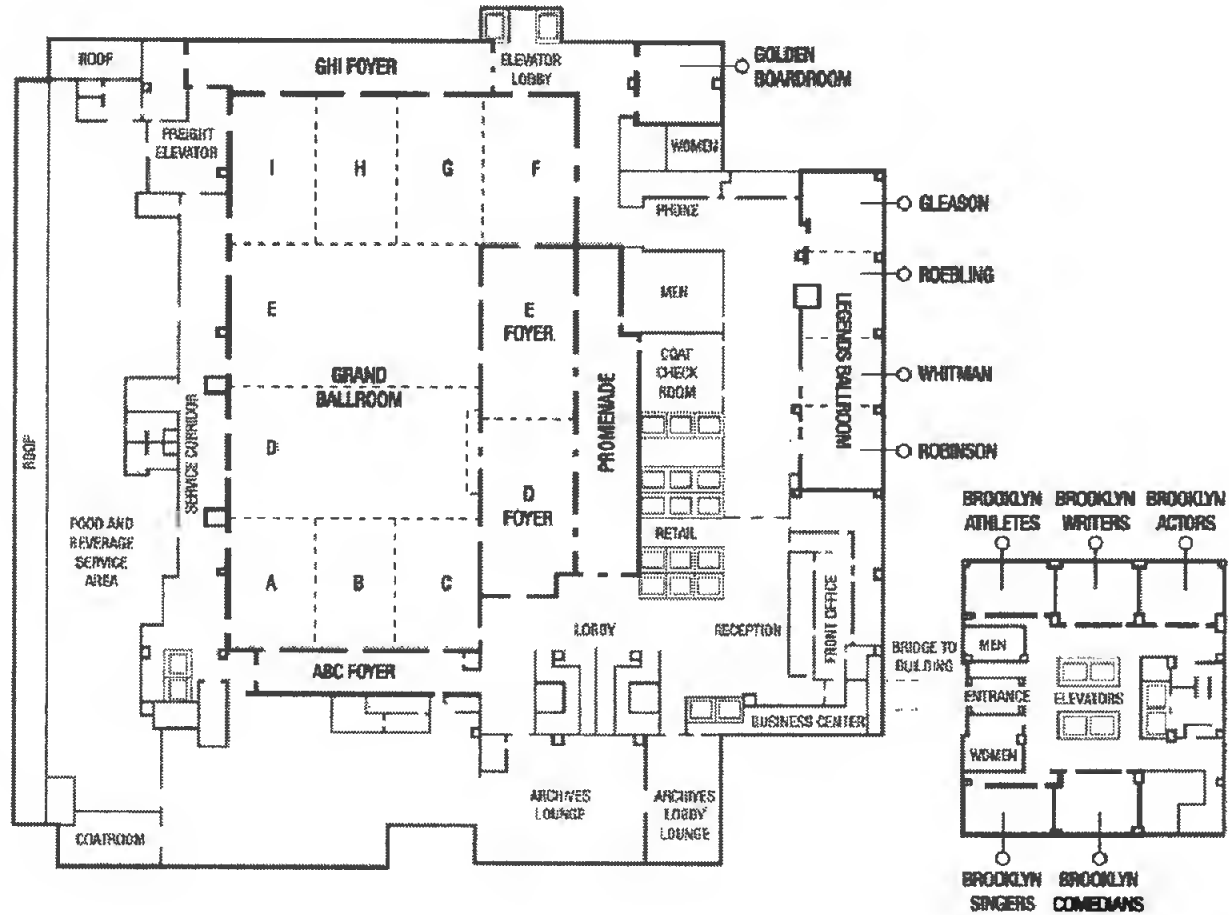 ROOF
GHI FOYER
ELEVATOR
LOBBY
GOLDEN
BOARDROOM
FREIGHT
ELEVATOR
I
H
G
F
WOMEN
PHONE
GLEASON
ROEBLING
LEGENDS BALLROOM
WHITMAN
ROBINSON
E
E
FOYER
MEN
GRAND
BALLROOM
COAT
CHECK
ROOM
PROMENADE
ROOF
SERVICE CORRIDOR
D
D
FOYER
FOOD AND
BEVERAGE
SERVICE
AREA
RETAIL
A
B
C
LOBBY
RECEPTION
FRONT OFFICE
ABC FOYER
BRIDGE TO
BUILDING
BUSINESS CENTER
ARCHIVES
LOUNGE
ARCHIVES
LOBBY
LOUNGE
COATROOM
BROOKLYN
ATHLETES
BROOKLYN
WRITERS
BROOKLYN
ACTORS
MEN
ENTRANCE
ELEVATORS
WOMEN
BROOKLYN
SINGERS
BROOKLYN
COMEDIANS